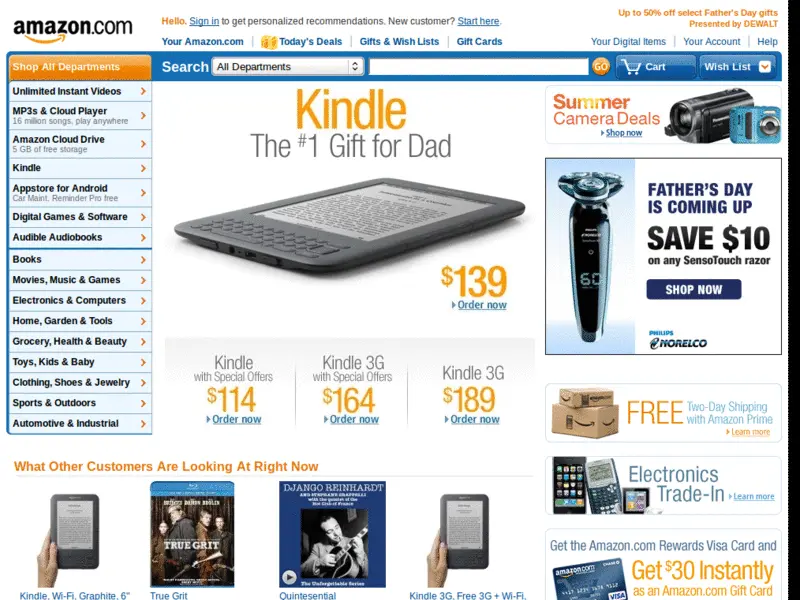 amazon.com
Hello. Sign in to get personalized recommendations. New customer? Start here.
Up to 50% off select Father's Day gifts
Presented by DEWALT
Your Amazon.com
Today's Deals
Gifts & Wish Lists
Gift Cards
Your Digital Items
Your Account
Help
Shop All Departments
Search
All Departments
GO
Cart
Wish List
Unlimited Instant Videos
MP3s & Cloud Player
16 million songs, play anywhere
Amazon Cloud Drive
5 GB of free storage
Kindle
Appstore for Android
Car Maint. Reminder Pro free
Digital Games & Software
Audible Audiobooks
Books
Movies, Music & Games
Electronics & Computers
Home, Garden & Tools
Grocery, Health & Beauty
Toys, Kids & Baby
Clothing, Shoes & Jewelry
Sports & Outdoors
Automotive & Industrial
Kindle
The #1 Gift for Dad
$139
Order now
Kindle
with Special Offers
$114
Order now
Kindle 3G
with Special Offers
$164
Order now
Kindle 3G
$189
Order now
Summer
Camera Deals
Shop now
FATHER'S DAY
IS COMING UP
SAVE $10
on any SensoTouch razor
SHOP NOW
60
PHILIPS
NORELCO
FREE Two-Day Shipping
with Amazon Prime
Learn more
Electronics
Trade-In
Learn more
Get the Amazon.com Rewards Visa Card and
Get $30 Instantly
as an Amazon.com Gift Card
amazon.com
VISA
What Other Customers Are Looking At Right Now
TRUE GRIT
DJANGO REINHARDT
The Unforgettable Series
Kindle, Wi-Fi, Graphite, 6"
True Grit
Quintesential
Kindle 3G, Free 3G + Wi-Fi,